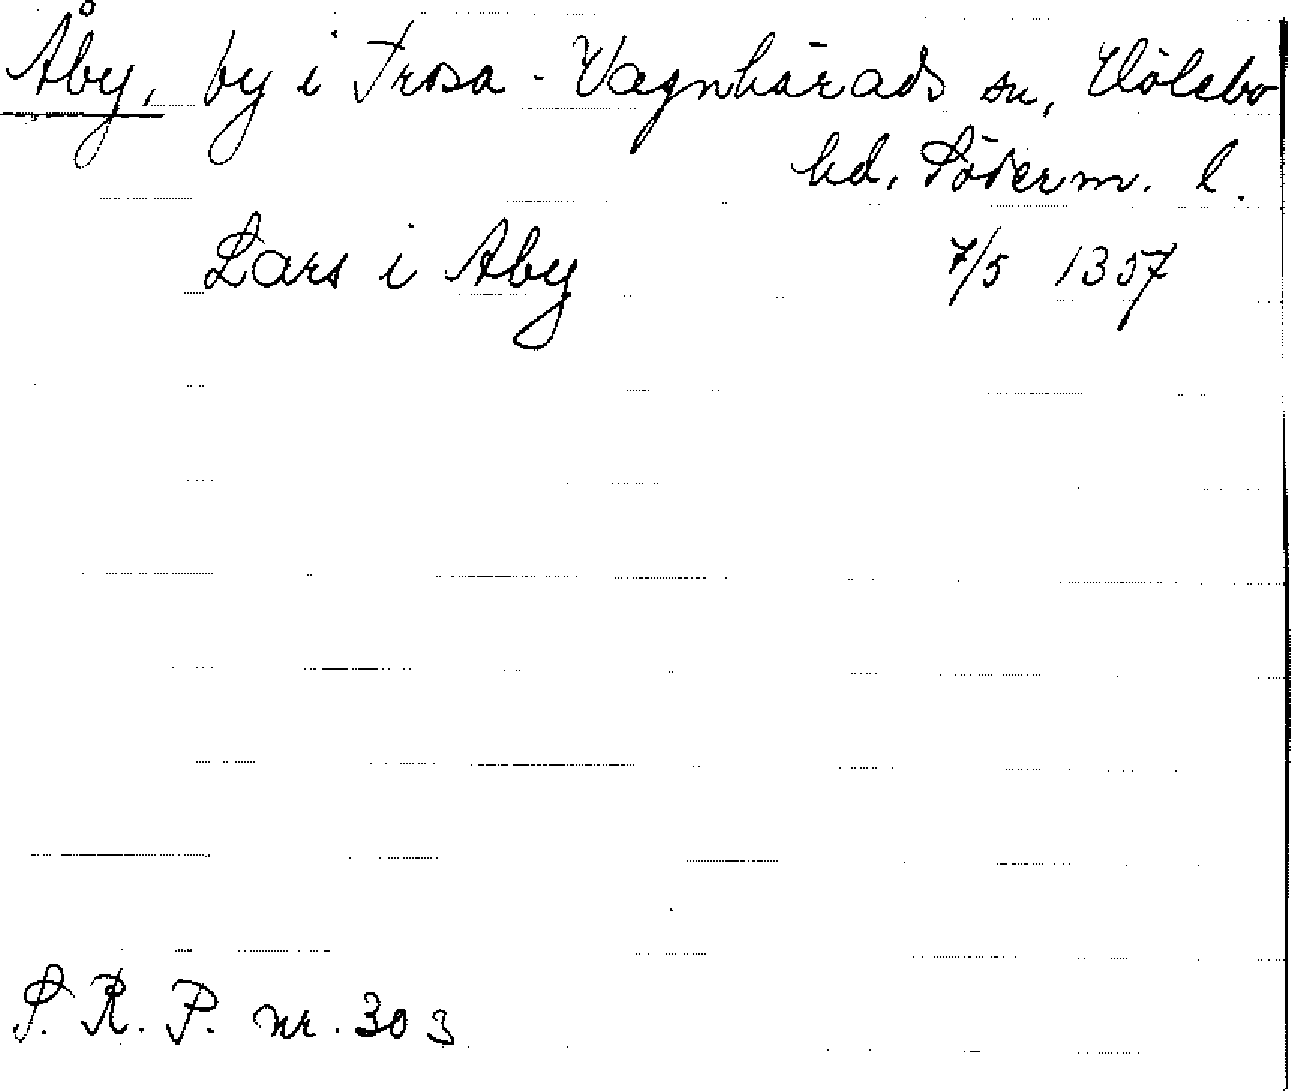 Åby, by i Trosa-Vagnhärads sn, Hölebo
hd, Söderm. l.
Lars i Aby 7/5 1357
S. R. P. nr. 303